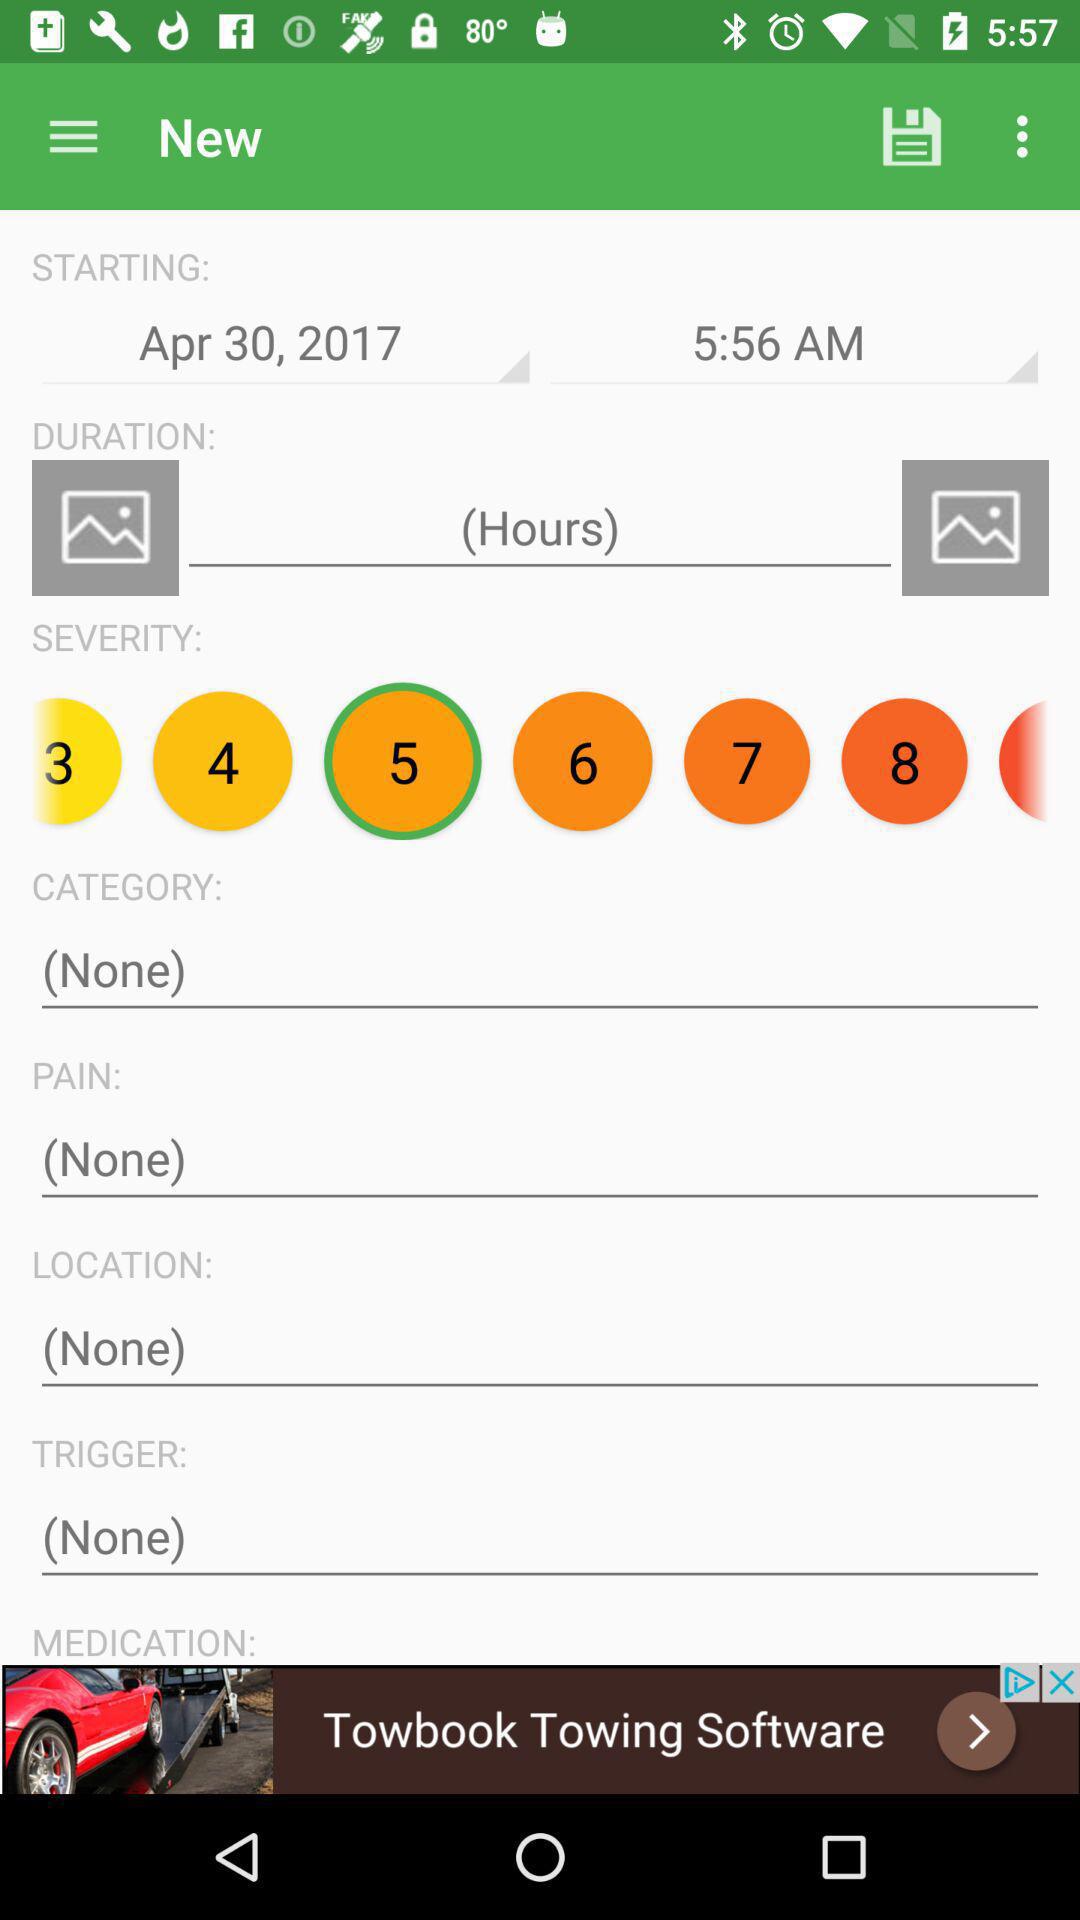 FAKE 80° 5:57
New
STARTING:
Apr 30, 2017 5:56 AM
DURATION:
(Hours)
SEVERITY:
3 4 5 6 7 8
CATEGORY:
(None)
PAIN:
(None)
LOCATION:
(None)
TRIGGER:
(None)
MEDICATION:
Towbook Towing Software